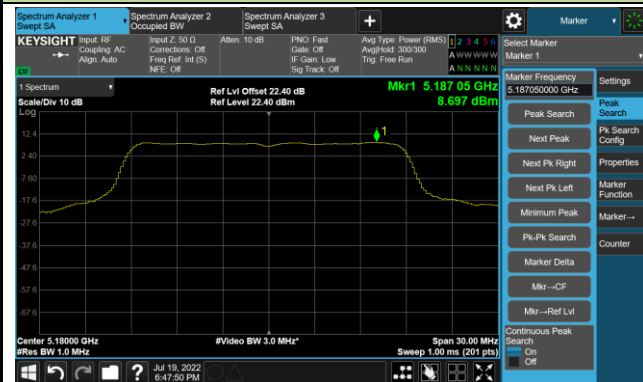 Spectrum Analyzer 1
Swept SA
Spectrum Analyzer 2
Occupied BW
Spectrum Analyzer 3
Swept SA
+
Marker
KEYSIGHT
Input: RF
Coupling: AC
Align: Auto
Input Z: 50 Ω
Corrections: Off
Freq Ref: Int (S)
NFE: Off
Atten: 10 dB
PNO: Fast
Gate: Off
IF Gain: Low
Sig Track: Off
Avg Type: Power (RMS)
Avg|Hold: 300/300
Trig: Free Run
1 2 3 4 5 6
A W W W W W
A N N N N N
LXI
Select Marker
Marker 1
Marker Frequency
5.187050000 GHz
Settings
Peak Search
Peak
Search
Next Peak
Pk Search
Config
Next Pk Right
Properties
Next Pk Left
Marker
Function
Minimum Peak
Marker→
Pk-Pk Search
Counter
Marker Delta
Mkr→CF
Mkr→Ref Lvl
Continuous Peak
Search
On
Off
1 Spectrum
Scale/Div 10 dB
Ref Lvl Offset 22.40 dB
Ref Level 22.40 dBm
Mkr1 5.187 05 GHz
8.697 dBm
Log
1
12.4
2.40
-7.60
-17.6
-27.6
-37.6
-47.6
-57.6
-67.6
Center 5.18000 GHz
#Res BW 1.0 MHz
#Video BW 3.0 MHz*
Span 30.00 MHz
Sweep 1.00 ms (201 pts)
?
Jul 19, 2022
6:47:50 PM